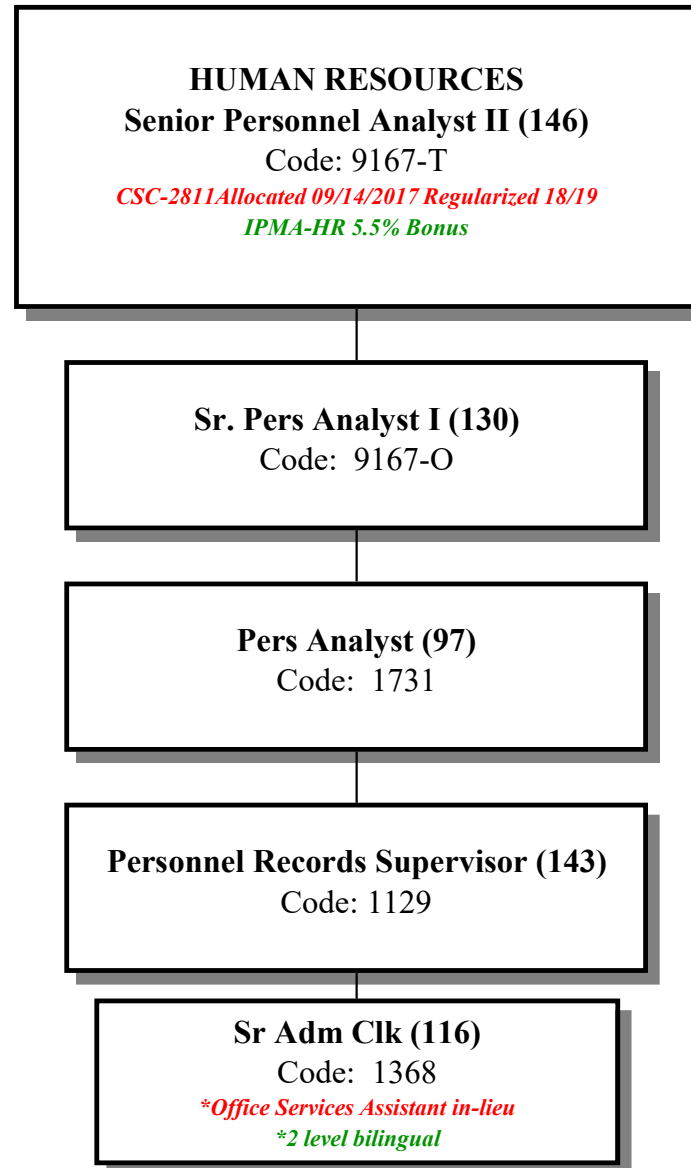 HUMAN RESOURCES
Senior Personnel Analyst II (146)
Code: 9167-T
CSC-2811Allocated 09/14/2017 Regularized 18/19
IPMA-HR 5.5% Bonus
Sr. Pers Analyst I (130)
Code: 9167-O
Pers Analyst (97)
Code: 1731
Personnel Records Supervisor (143)
Code: 1129
Sr Adm Clk (116)
Code: 1368
*Office Services Assistant in-lieu
*2 level bilingual